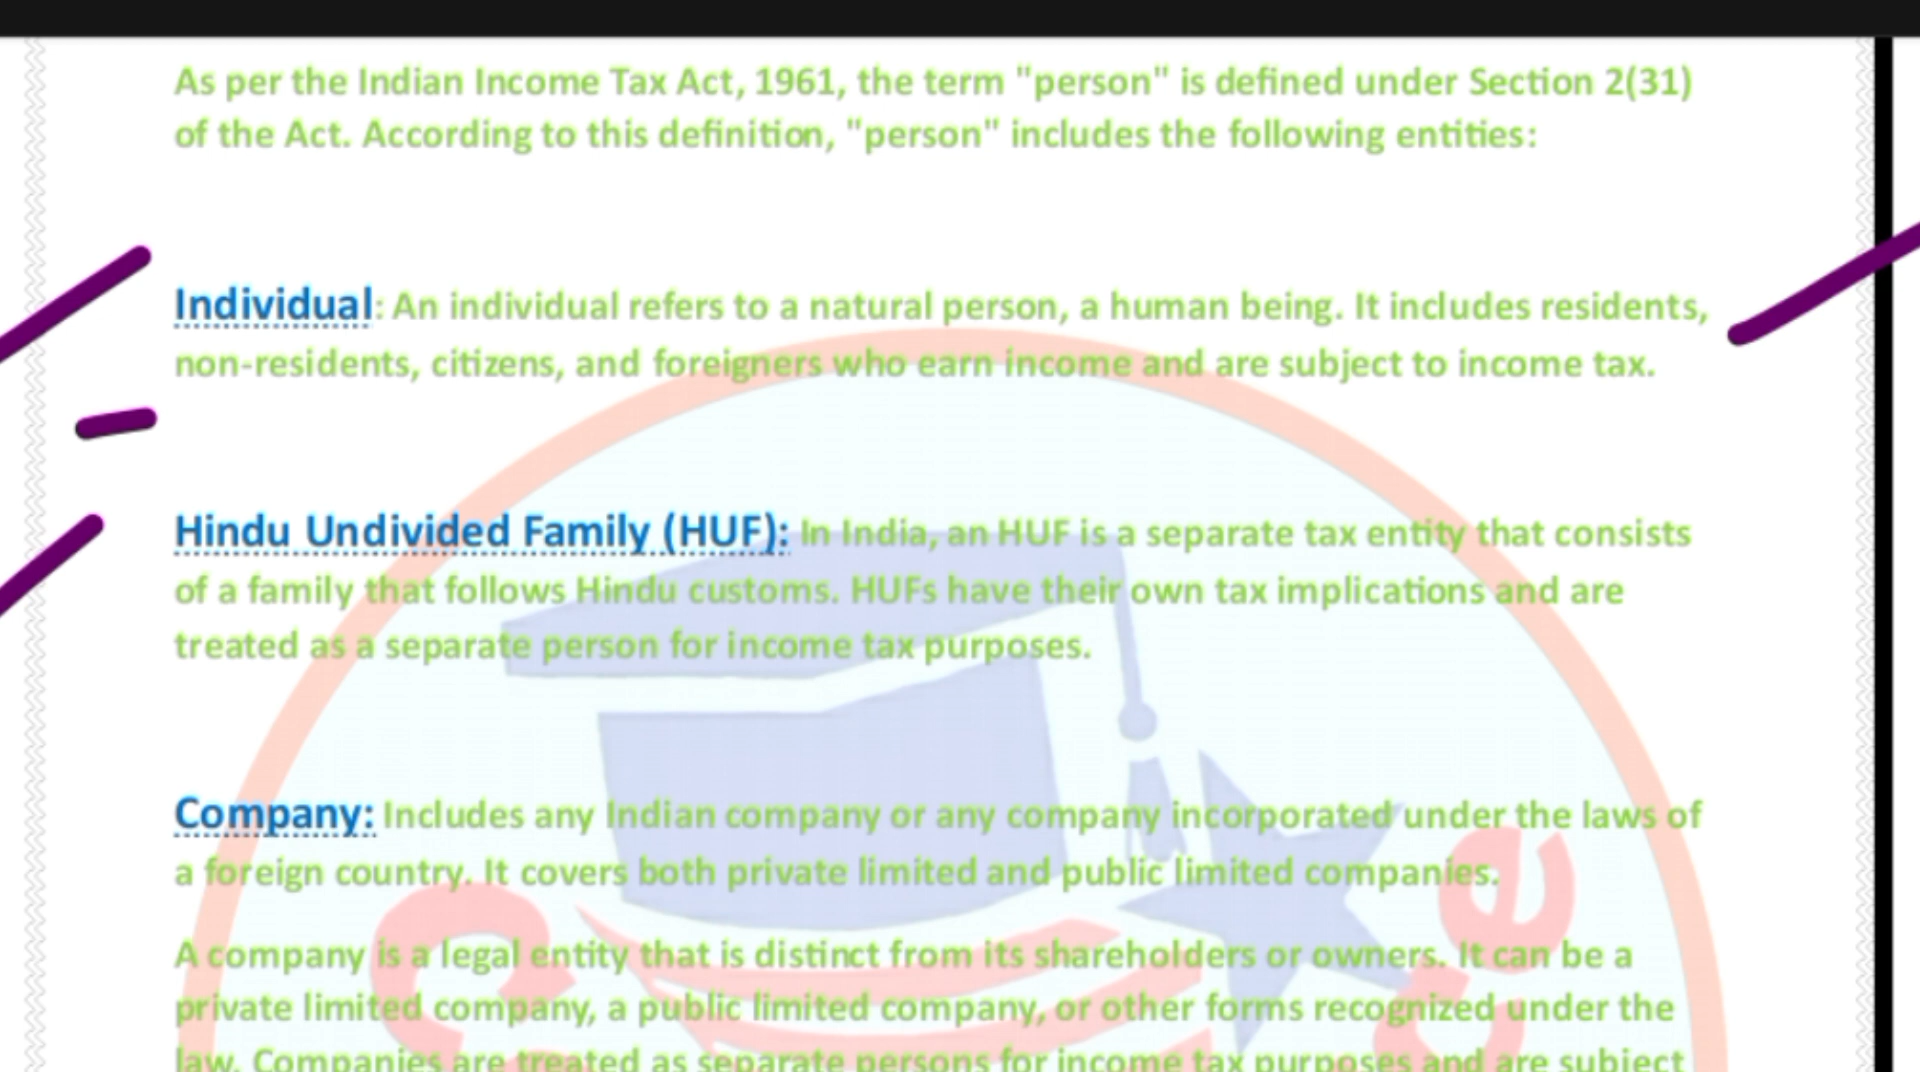 As per the Indian Income Tax Act, 1961, the term "person" is defined under Section 2(31)
of the Act. According to this definition, "person" includes the following entities:
Individual: An individual refers to a natural person, a human being. It includes residents,
non-residents, citizens, and foreigners who earn income and are subject to income tax.
Hindu Undivided Family (HUF): In India, an HUF is a separate tax entity that consists
of a family that follows Hindu customs. HUFs have their own tax implications and are
treated as a separate person for income tax purposes.
Company: Includes any Indian company or any company incorporated under the laws of
a foreign country. It covers both private limited and public limited companies.
A company is a legal entity that is distinct from its shareholders or owners. It can be a
private limited company, a public limited company, or other forms recognized under the
law. Companies are treated as separate persons for income tax purposes and are subject